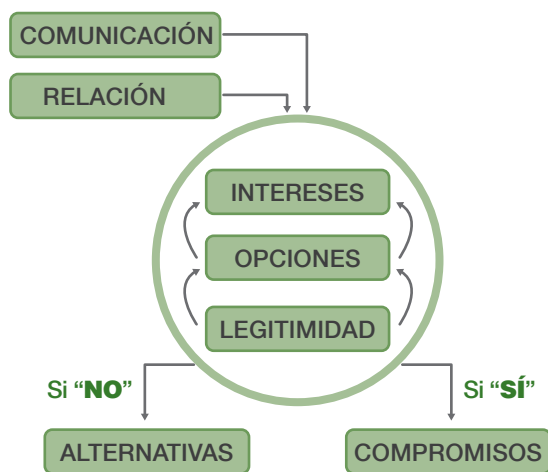 COMUNICACIÓN
RELACIÓN
INTERESES
OPCIONES
LEGITIMIDAD
Si “NO”
Si “SÍ”
ALTERNATIVAS
COMPROMISOS